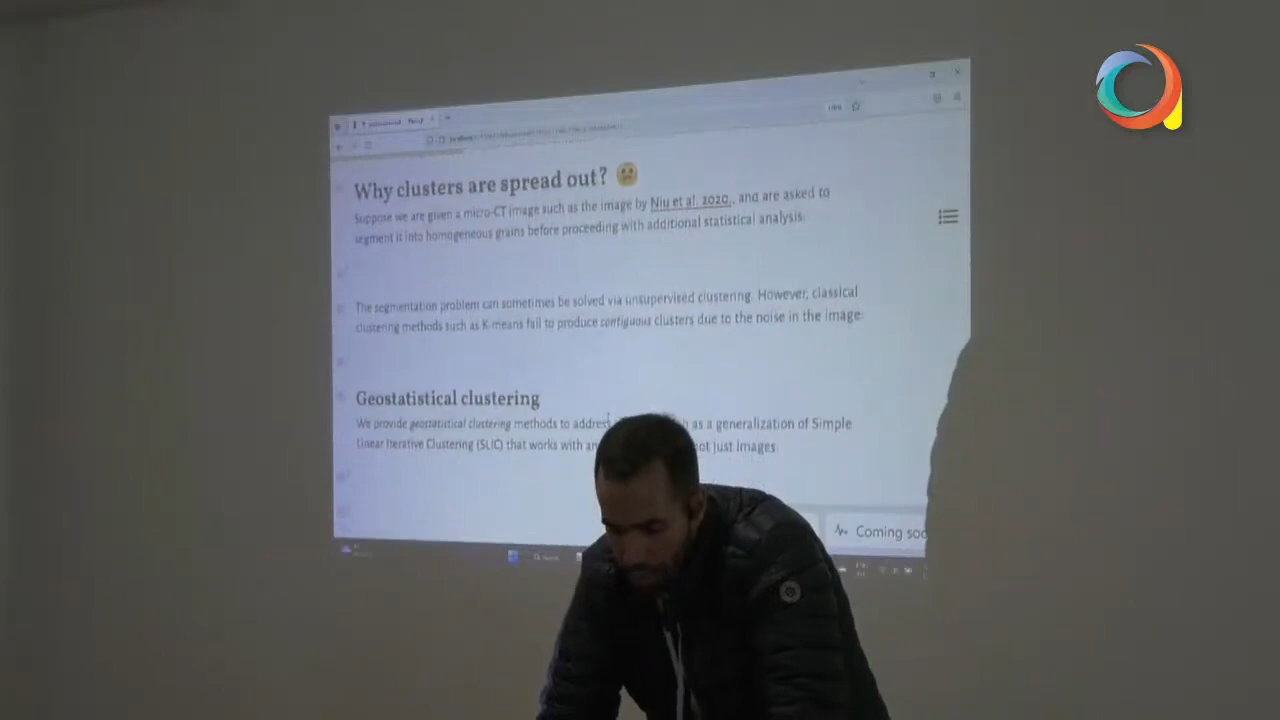 Why clusters are spread out?
Suppose we are given a micro-CT image such as the image by Niu et al. 2020., and are asked to
segment it into homogeneous grains before proceeding with additional statistical analysis.
The segmentation problem can sometimes be solved via unsupervised clustering. However, classical
clustering methods such as K-means fail to produce contiguous clusters due to the noise in the image.
Geostatistical clustering
We provide geostatistical clustering methods to address as a generalization of Simple
Linear Iterative Clustering (SLIC) that works with just images
Coming soo